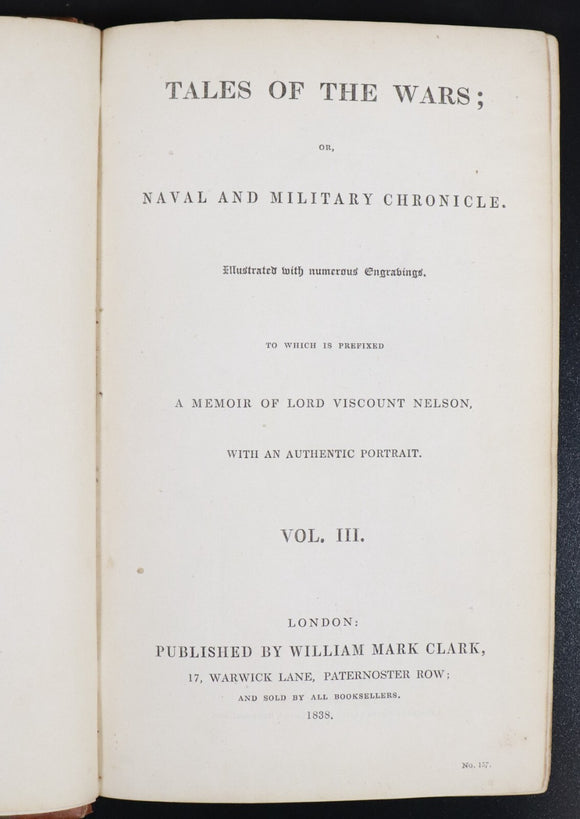 TALES OF THE WARS;
OR,
NAVAL AND MILITARY CHRONICLE.
Illustrated with numerous Engravings.
TO WHICH IS PREFIXED
A MEMOIR OF LORD VISCOUNT NELSON,
WITH AN AUTHENTIC PORTRAIT.
VOL. III.
LONDON:
PUBLISHED BY WILLIAM MARK CLARK,
17, WARWICK LANE, PATERNOSTER ROW;
AND SOLD BY ALL BOOKSELLERS.
1838.
No. 157.